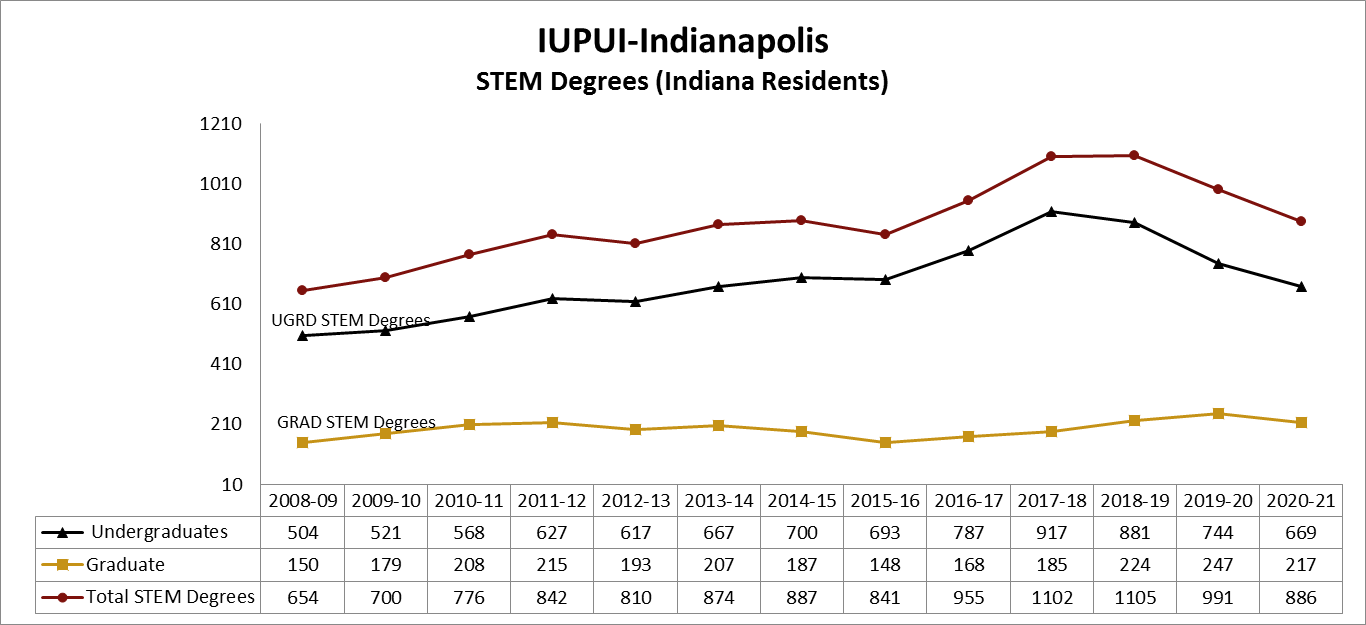 IUPUI-Indianapolis
STEM Degrees (Indiana Residents)
1210
1010
810
610
UGRD STEM Degrees
410
GRAD STEM Degrees
210
10
2008-09 2009-10 2010-11 2011-12 2012-13 2013-14 2014-15 2015-16 2016-17 2017-18 2018-19 2019-20 2020-21
Undergraduates 504 521 568 627 617 667 700 693 787 917 881 744 669
Graduate 150 179 208 215 193 207 187 148 168 185 224 247 217
Total STEM Degrees 654 700 776 842 810 874 887 841 955 1102 1105 991 886